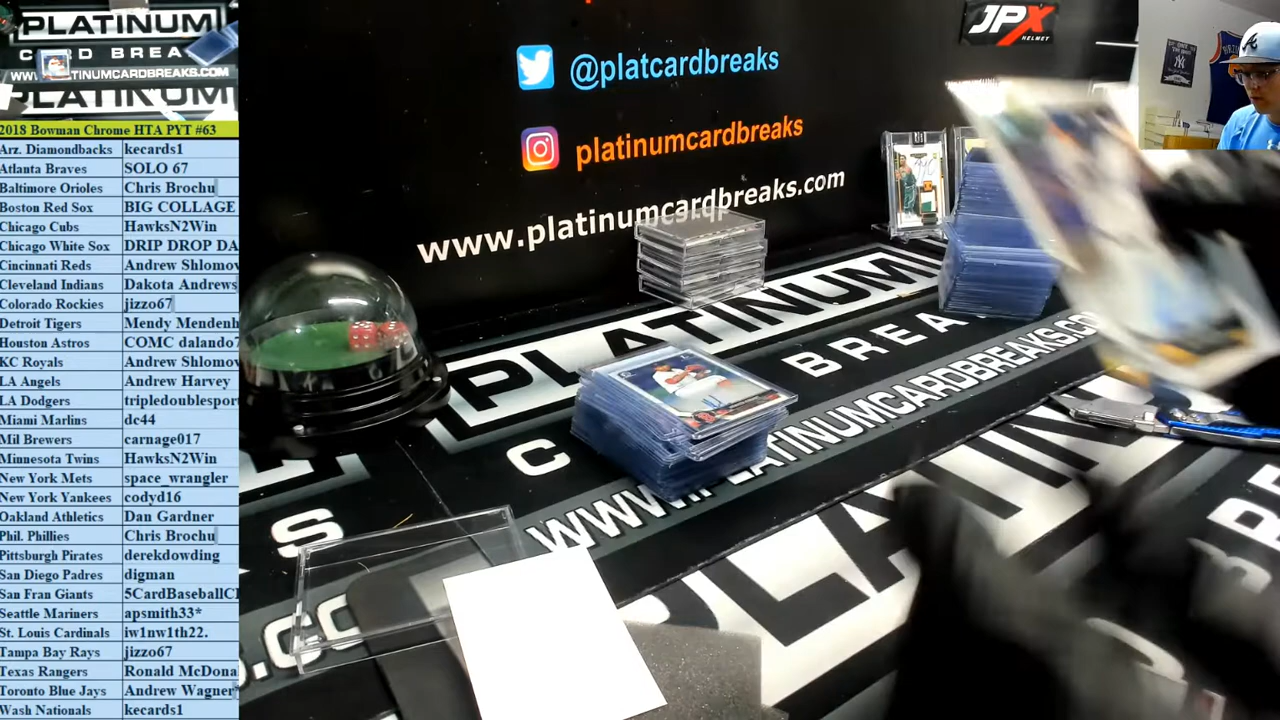 PLATINUM
CARD BREA
WWW.PLATINUMCARDBREAKS.COM
PLATINUM
2018 Bowman Chrome HTA PYT #63
Arz. Diamondbacks kecards1
Atlanta Braves SOLO 67
Baltimore Orioles Chris Brochu
Boston Red Sox BIG COLLAGE
Chicago Cubs HawksN2Win
Chicago White Sox DRIP DROP DA
Cincinnati Reds Andrew Shlomov
Cleveland Indians Dakota Andrews
Colorado Rockies jizzo67
Detroit Tigers Mendy Mendenh
Houston Astros COMC dalando7
KC Royals Andrew Shlomov
LA Angels Andrew Harvey
LA Dodgers tripledoublespor
Miami Marlins dc44
Mil Brewers carnage017
Minnesota Twins HawksN2Win
New York Mets space_wrangler
New York Yankees codyd16
Oakland Athletics Dan Gardner
Phil. Phillies Chris Brochu
Pittsburgh Pirates derekdowding
San Diego Padres digman
San Fran Giants 5CardBaseballCl
Seattle Mariners apsmith33*
St. Louis Cardinals iw1nw1th22.
Tampa Bay Rays jizzo67
Texas Rangers Ronald McDona
Toronto Blue Jays Andrew Wagner*
Wash Nationals kecards1
@platcardbreaks
platinumcardbreaks
www.platinumcardbreaks.com
JPX
HELMET
PLATINUM
C BREA
WWW.PLATINUMCARDBREAKS.CO
PLATINUM
S